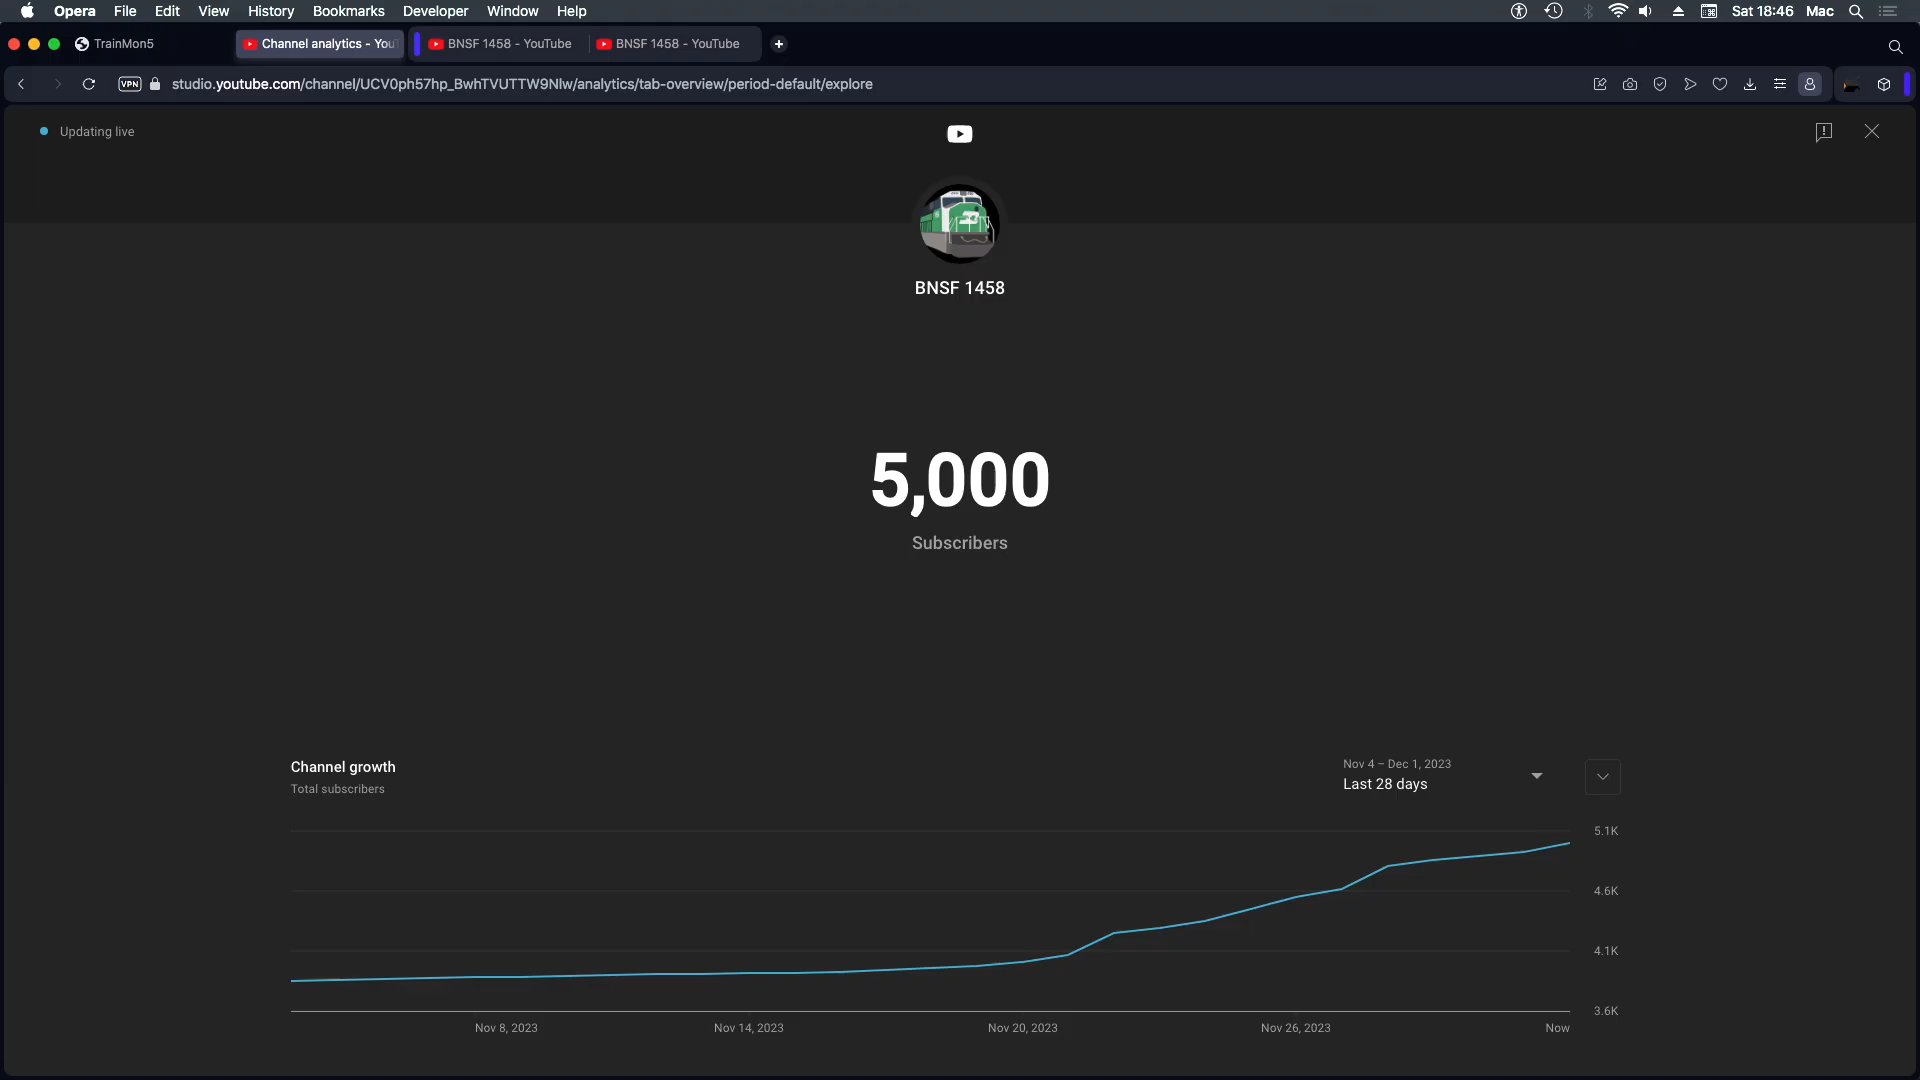 Opera File Edit View History Bookmarks Developer Window Help Sat 18:46 Mac
TrainMon5 Channel analytics - You BNSF 1458 - YouTube BNSF 1458 - YouTube
VPN studio.youtube.com/channel/UCV0ph57hp_BwhTVUTTW9Nlw/analytics/tab-overview/period-default/explore
Updating live
BNSF 1458
5,000
Subscribers
Channel growth
Total subscribers
Nov 4 – Dec 1, 2023
Last 28 days
5.1K
4.6K
4.1K
3.6K
Nov 8, 2023 Nov 14, 2023 Nov 20, 2023 Nov 26, 2023 Now